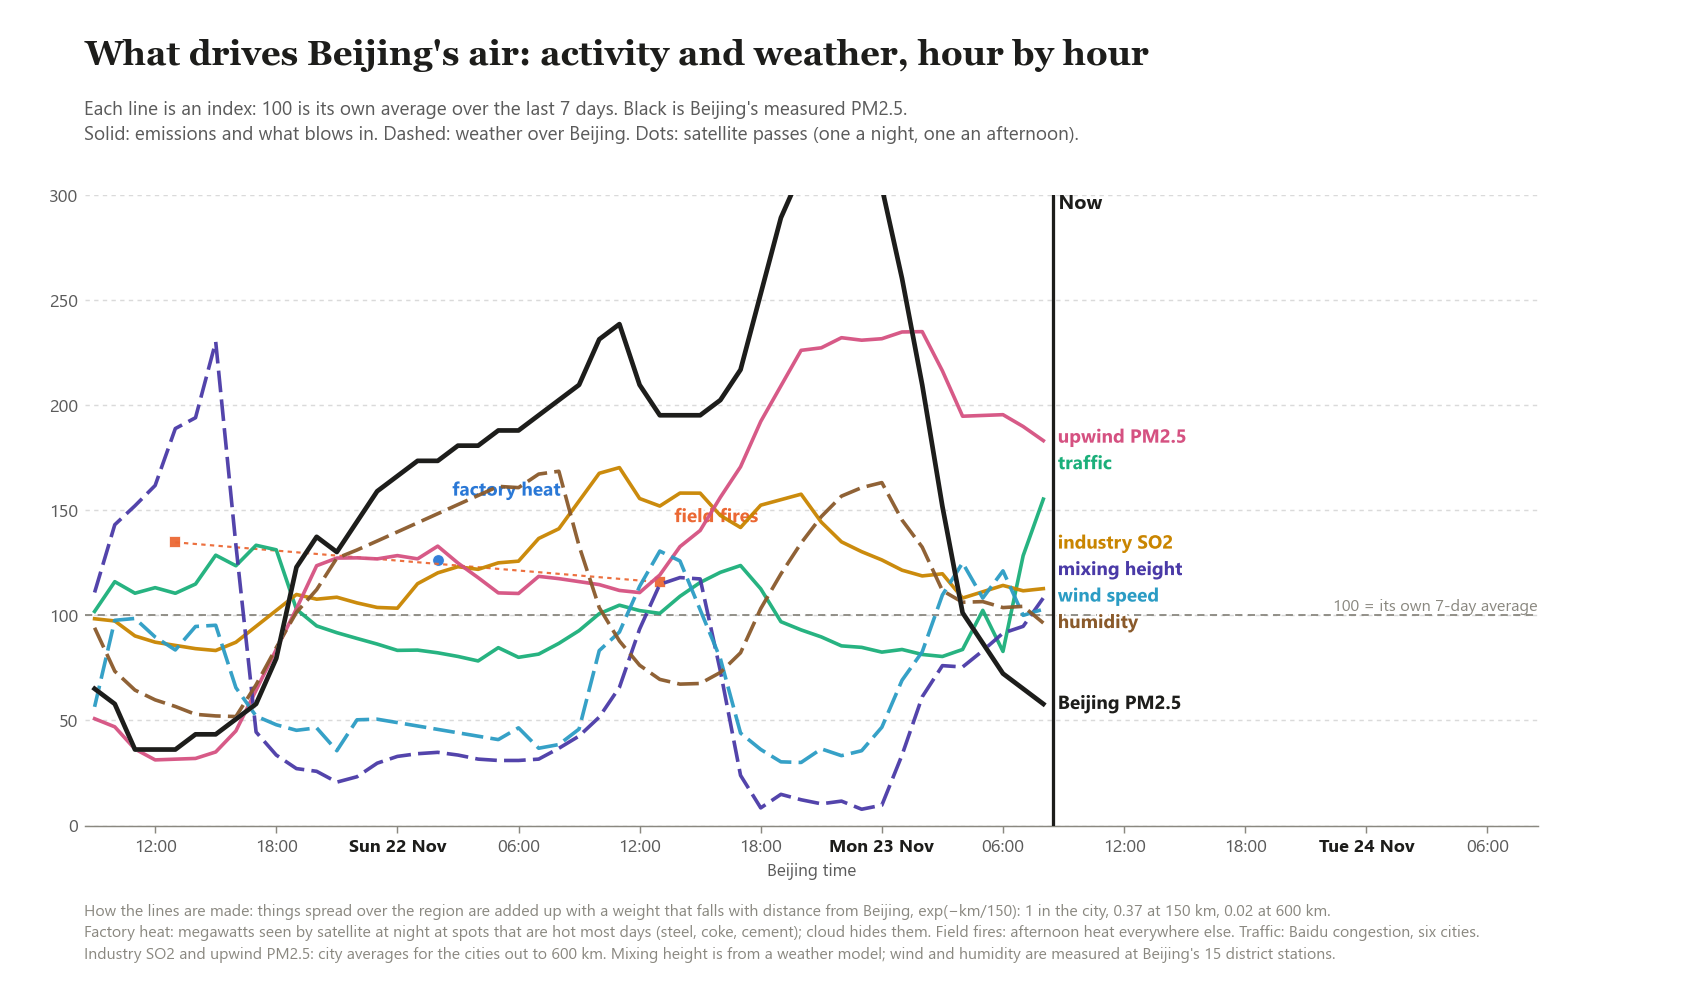 What drives Beijing's air: activity and weather, hour by hour
Each line is an index: 100 is its own average over the last 7 days. Black is Beijing's measured PM2.5.
Solid: emissions and what blows in. Dashed: weather over Beijing. Dots: satellite passes (one a night, one an afternoon).
300
Now
250
200
upwind PM2.5
traffic
factory heat
150
field fires
industry SO2
mixing height
wind speed
100 = its own 7-day average
100
humidity
Beijing PM2.5
50
0
12:00 18:00 Sun 22 Nov 06:00 12:00 18:00 Mon 23 Nov 06:00 12:00 18:00 Tue 24 Nov 06:00
Beijing time
How the lines are made: things spread over the region are added up with a weight that falls with distance from Beijing, exp(−km/150): 1 in the city, 0.37 at 150 km, 0.02 at 600 km.
Factory heat: megawatts seen by satellite at night at spots that are hot most days (steel, coke, cement); cloud hides them. Field fires: afternoon heat everywhere else. Traffic: Baidu congestion, six cities.
Industry SO2 and upwind PM2.5: city averages for the cities out to 600 km. Mixing height is from a weather model; wind and humidity are measured at Beijing's 15 district stations.